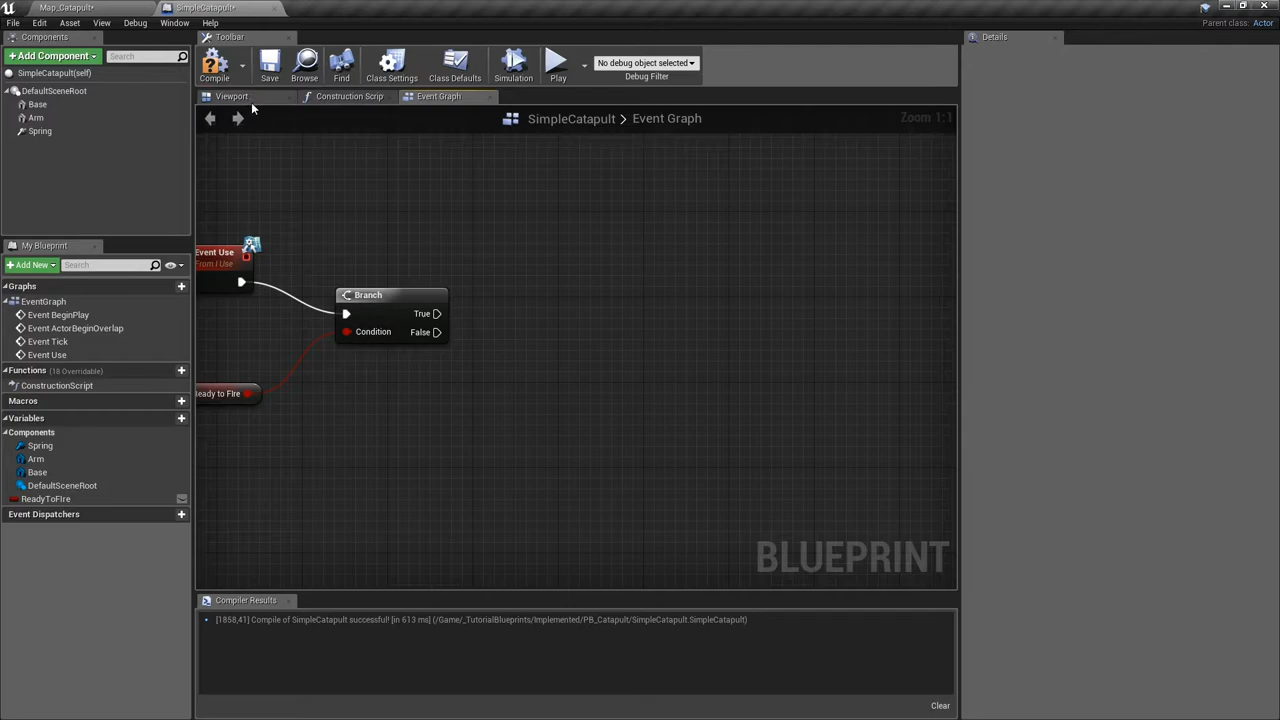 Map_Catapult*
SimpleCatapult*
File Edit Asset View Debug Window Help
Parent class: Actor
Components
Add Component
Search
SimpleCatapult(self)
DefaultSceneRoot
Base
Arm
Spring
My Blueprint
Add New
Search
Graphs
EventGraph
Event BeginPlay
Event ActorBeginOverlap
Event Tick
Event Use
Functions (18 Overridable)
ConstructionScript
Macros
Variables
Components
Spring
Arm
Base
DefaultSceneRoot
ReadyToFIre
Event Dispatchers
Toolbar
Compile
Save
Browse
Find
Class Settings
Class Defaults
Simulation
Play
No debug object selected
Debug Filter
Viewport
Construction Scrip
Event Graph
SimpleCatapult > Event Graph
Zoom 1:1
Event Use
From I Use
Branch
True
Condition
False
eady to FIre
BLUEPRINT
Compiler Results
[1858,41] Compile of SimpleCatapult successful! [in 613 ms] (/Game/_TutorialBlueprints/Implemented/PB_Catapult/SimpleCatapult.SimpleCatapult)
Clear
Details